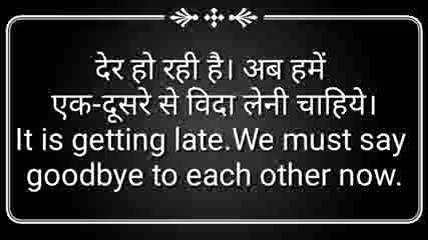 देर हो रही है। अब हमें
एक-दूसरे से विदा लेनी चाहिये।
It is getting late.We must say
goodbye to each other now.